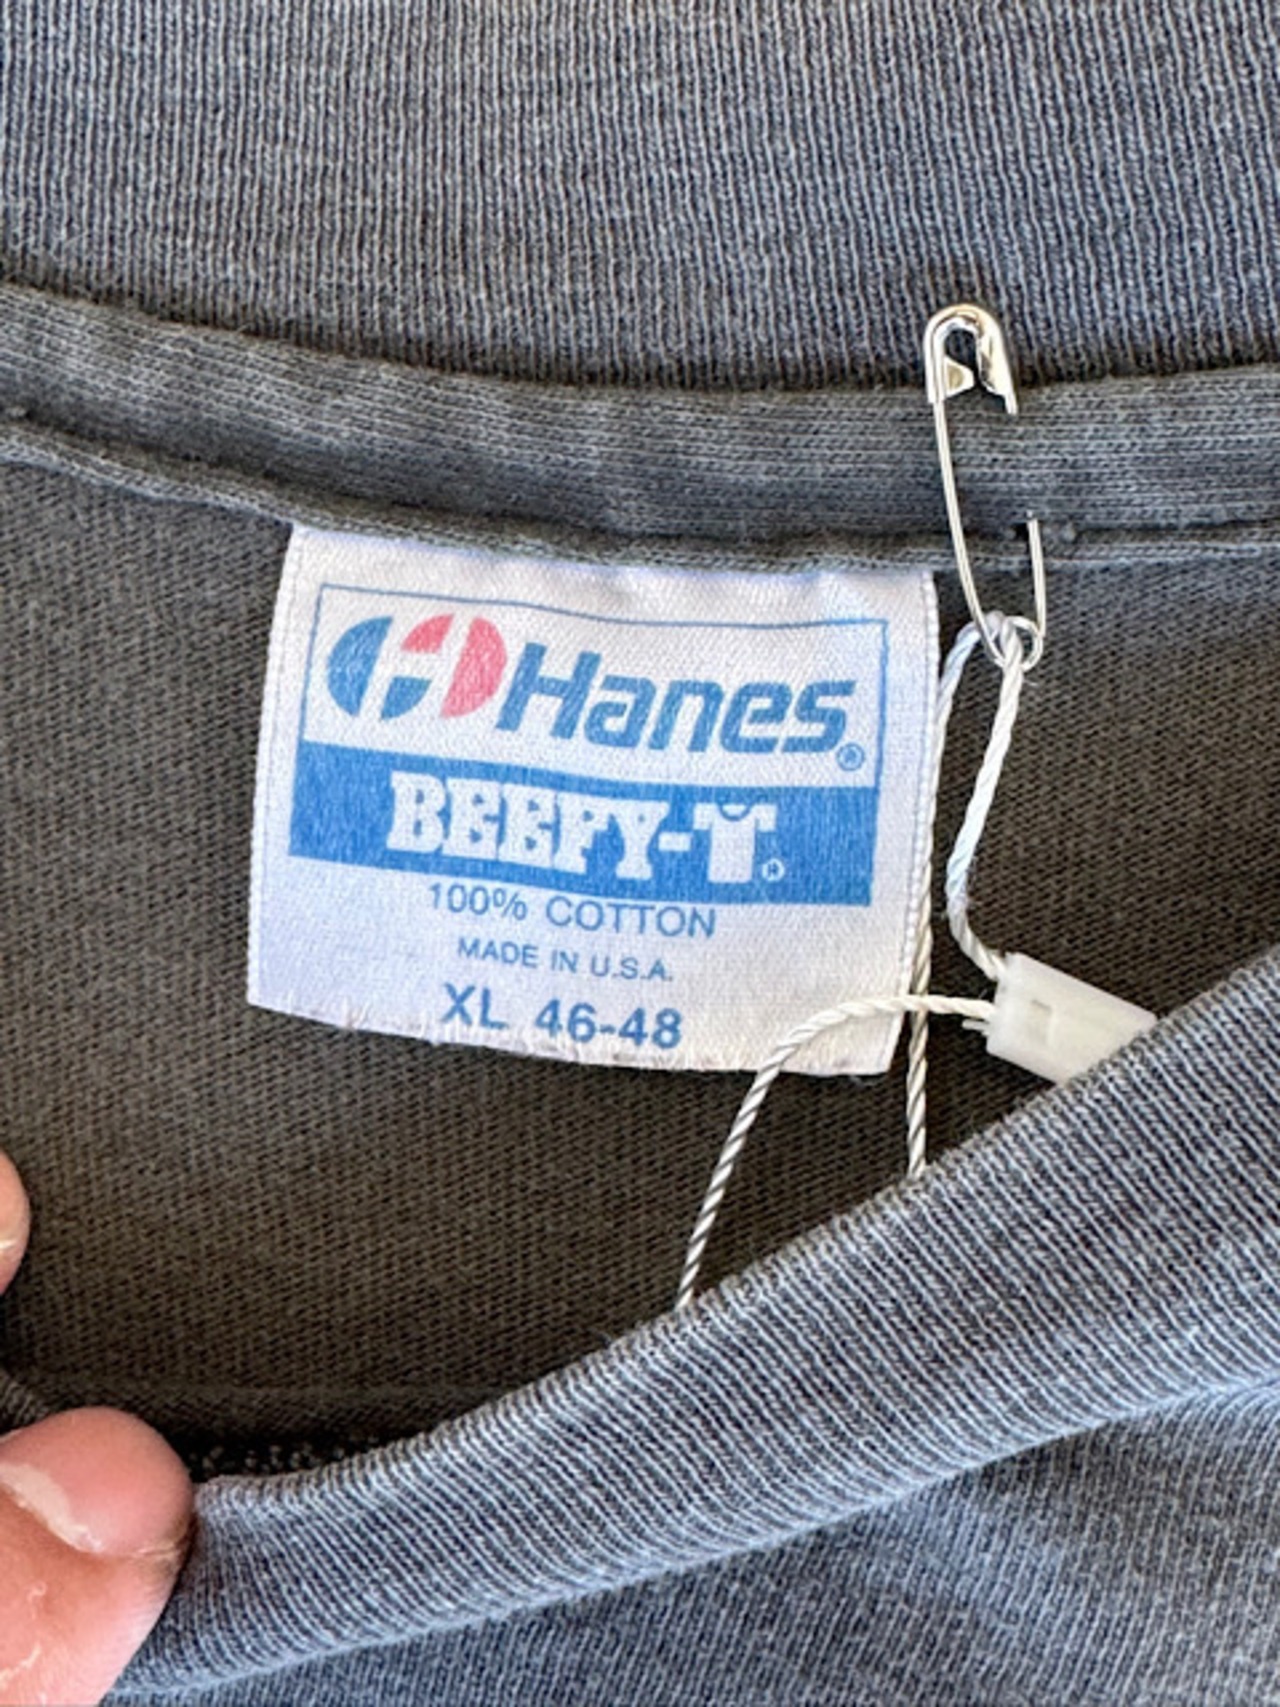 Hanes®
BEEFY-T®
100% COTTON
MADE IN U.S.A.
XL 46-48